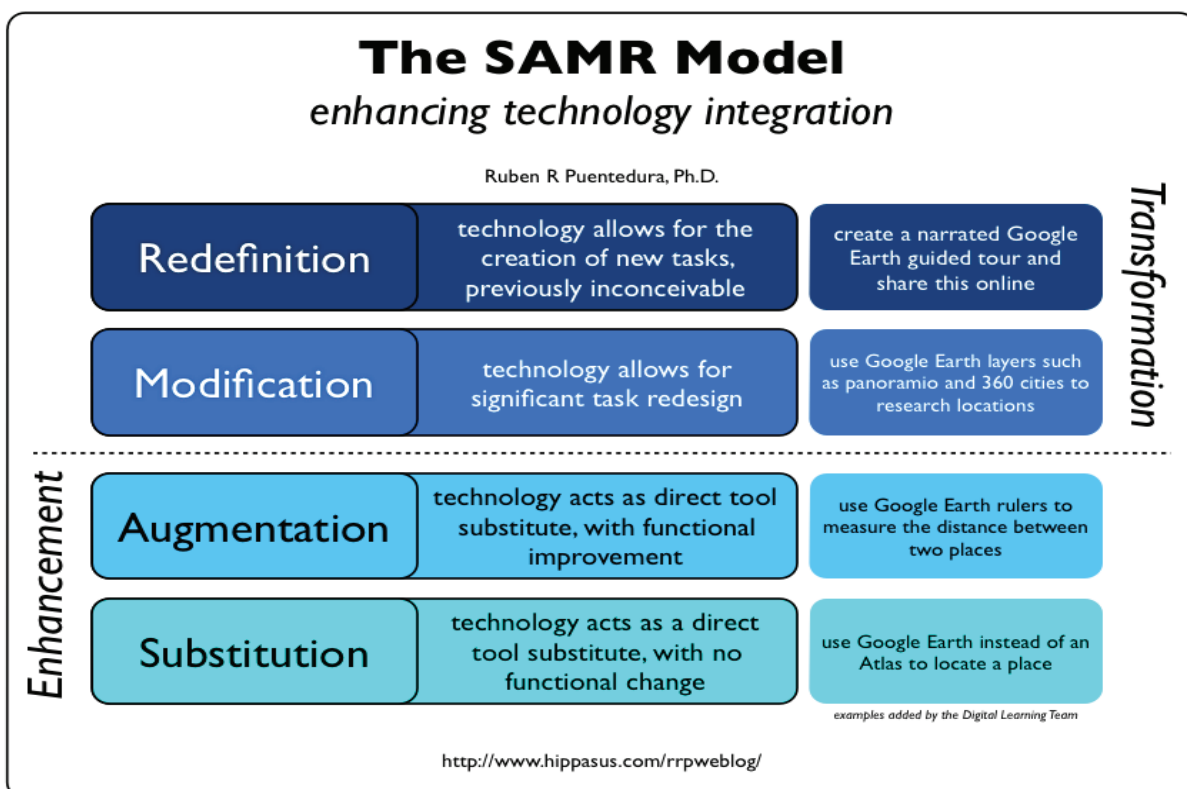 The SAMR Model
enhancing technology integration
Ruben R Puentedura, Ph.D.
Transformation
Redefinition
technology allows for the
creation of new tasks,
previously inconceivable
create a narrated Google
Earth guided tour and
share this online
Modification
technology allows for
significant task redesign
use Google Earth layers such
as panoramio and 360 cities to
research locations
Enhancement
Augmentation
technology acts as direct tool
substitute, with functional
improvement
use Google Earth rulers to
measure the distance between
two places
Substitution
technology acts as a direct
tool substitute, with no
functional change
use Google Earth instead of an
Atlas to locate a place
examples added by the Digital Learning Team
http://www.hippasus.com/rrpweblog/